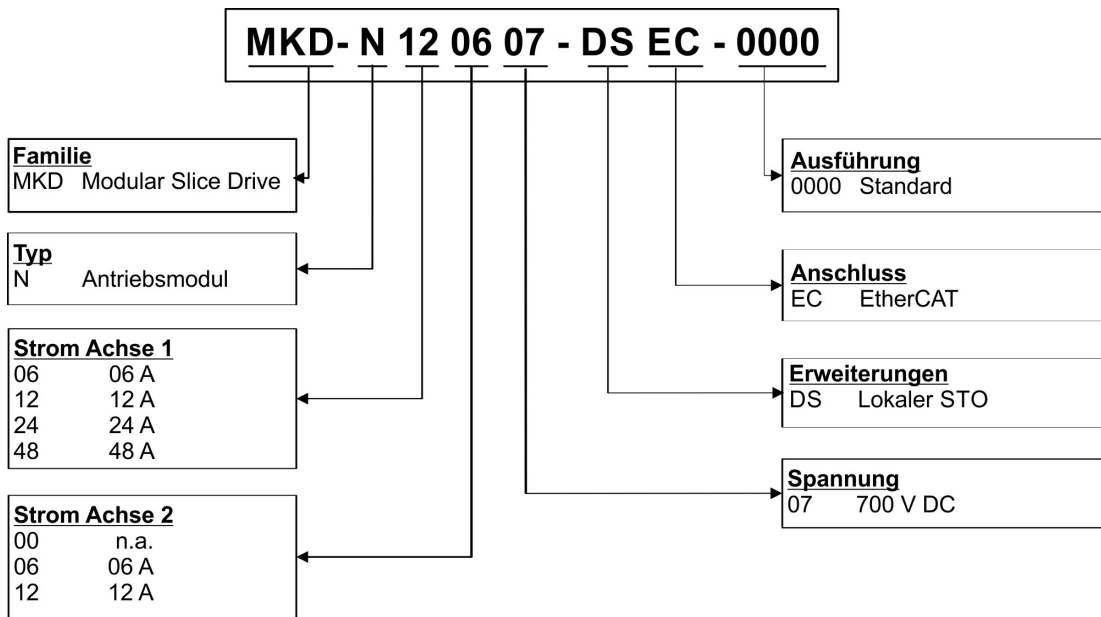 MKD- N 12 06 07 - DS EC - 0000
Familie
MKD Modular Slice Drive
Typ
N Antriebsmodul
Strom Achse 1
06 06 A
12 12 A
24 24 A
48 48 A
Strom Achse 2
00 n.a.
06 06 A
12 12 A
Ausführung
0000 Standard
Anschluss
EC EtherCAT
Erweiterungen
DS Lokaler STO
Spannung
07 700 V DC